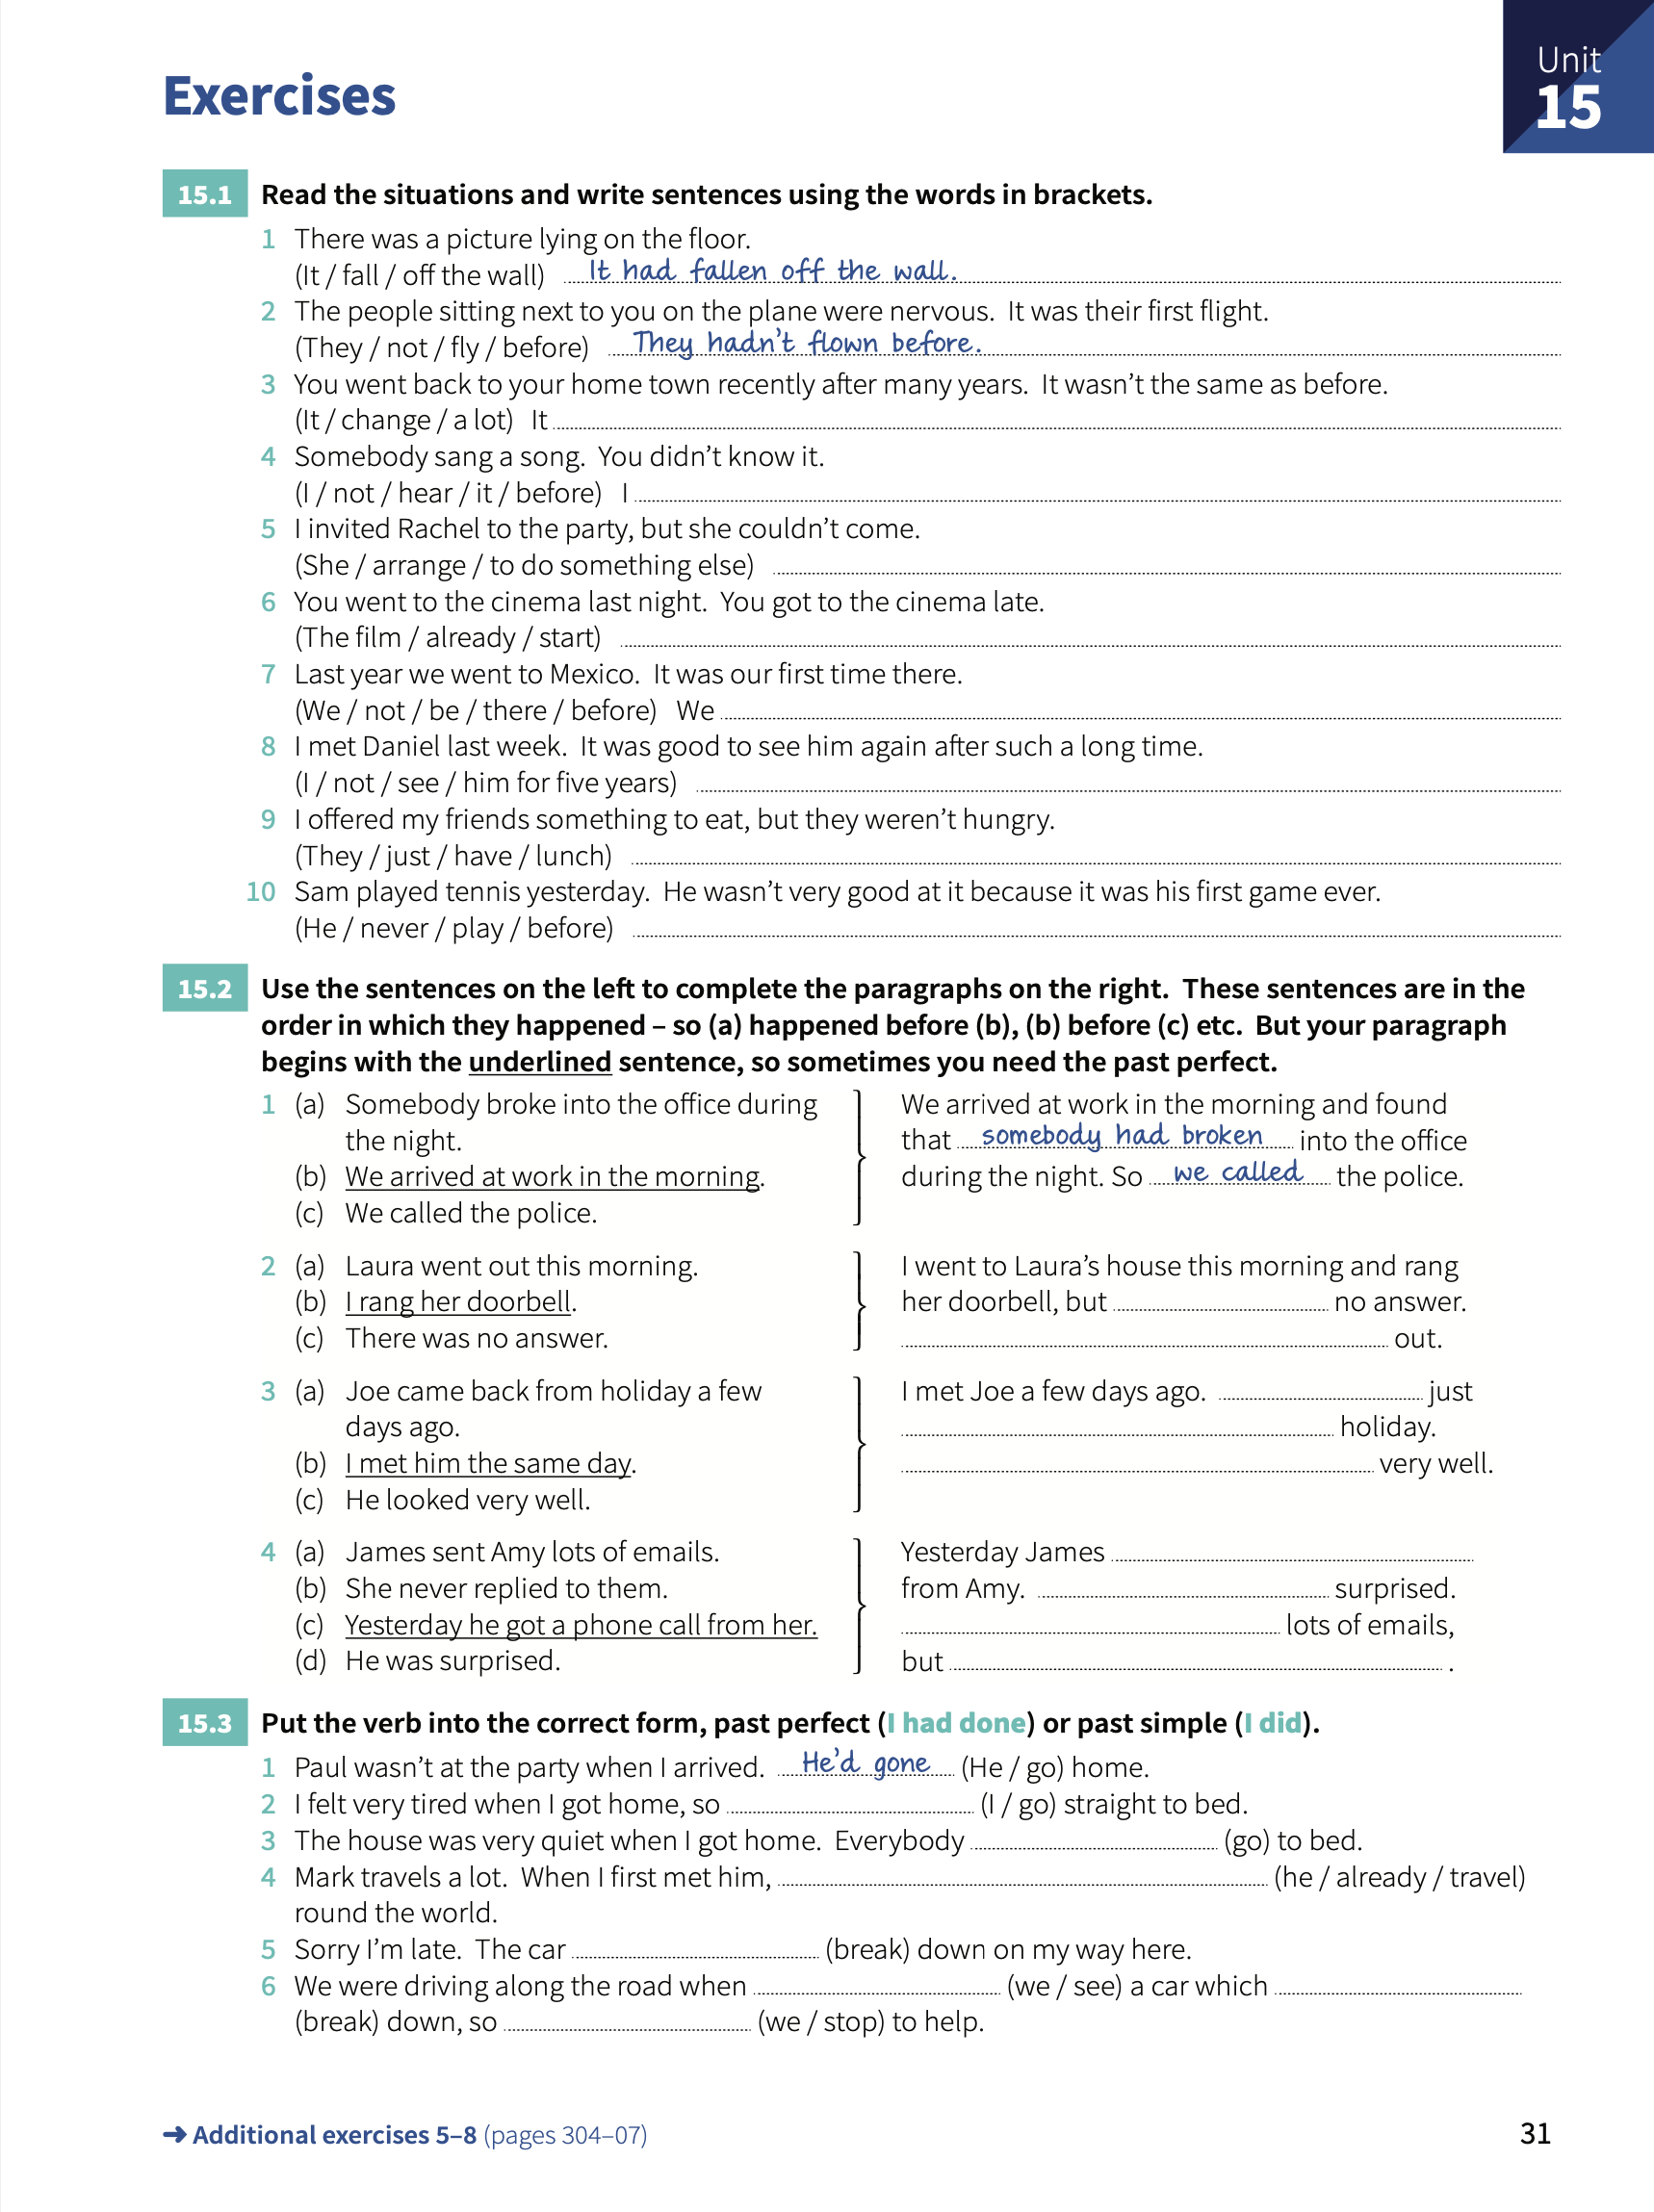 Unit
15
Exercises
15.1 Read the situations and write sentences using the words in brackets.
1 There was a picture lying on the floor.
(It / fall / off the wall) It had fallen off the wall.
2 The people sitting next to you on the plane were nervous. It was their first flight.
(They / not / fly / before) They hadn't flown before.
3 You went back to your home town recently after many years. It wasn't the same as before.
(It / change / a lot) It
4 Somebody sang a song. You didn't know it.
(I / not / hear / it / before) I
5 I invited Rachel to the party, but she couldn't come.
(She / arrange / to do something else)
6 You went to the cinema last night. You got to the cinema late.
(The film / already / start)
7 Last year we went to Mexico. It was our first time there.
(We / not / be / there / before) We
8 I met Daniel last week. It was good to see him again after such a long time.
(I / not / see / him for five years)
9 I offered my friends something to eat, but they weren't hungry.
(They / just / have / lunch)
10 Sam played tennis yesterday. He wasn't very good at it because it was his first game ever.
(He / never / play / before)
15.2 Use the sentences on the left to complete the paragraphs on the right. These sentences are in the
order in which they happened – so (a) happened before (b), (b) before (c) etc. But your paragraph
begins with the underlined sentence, so sometimes you need the past perfect.
1 (a) Somebody broke into the office during
the night.
(b) We arrived at work in the morning.
(c) We called the police.
We arrived at work in the morning and found
that somebody had broken into the office
during the night. So we called the police.
2 (a) Laura went out this morning.
(b) I rang her doorbell.
(c) There was no answer.
I went to Laura's house this morning and rang
her doorbell, but no answer.
out.
3 (a) Joe came back from holiday a few
days ago.
(b) I met him the same day.
(c) He looked very well.
I met Joe a few days ago. just
holiday.
very well.
4 (a) James sent Amy lots of emails.
(b) She never replied to them.
(c) Yesterday he got a phone call from her.
(d) He was surprised.
Yesterday James
from Amy. surprised.
lots of emails,
but .
15.3 Put the verb into the correct form, past perfect (I had done) or past simple (I did).
1 Paul wasn't at the party when I arrived. He'd gone (He / go) home.
2 I felt very tired when I got home, so (I / go) straight to bed.
3 The house was very quiet when I got home. Everybody (go) to bed.
4 Mark travels a lot. When I first met him, (he / already / travel)
round the world.
5 Sorry I'm late. The car (break) down on my way here.
6 We were driving along the road when (we / see) a car which
(break) down, so (we / stop) to help.
➜ Additional exercises 5–8 (pages 304–07)
31